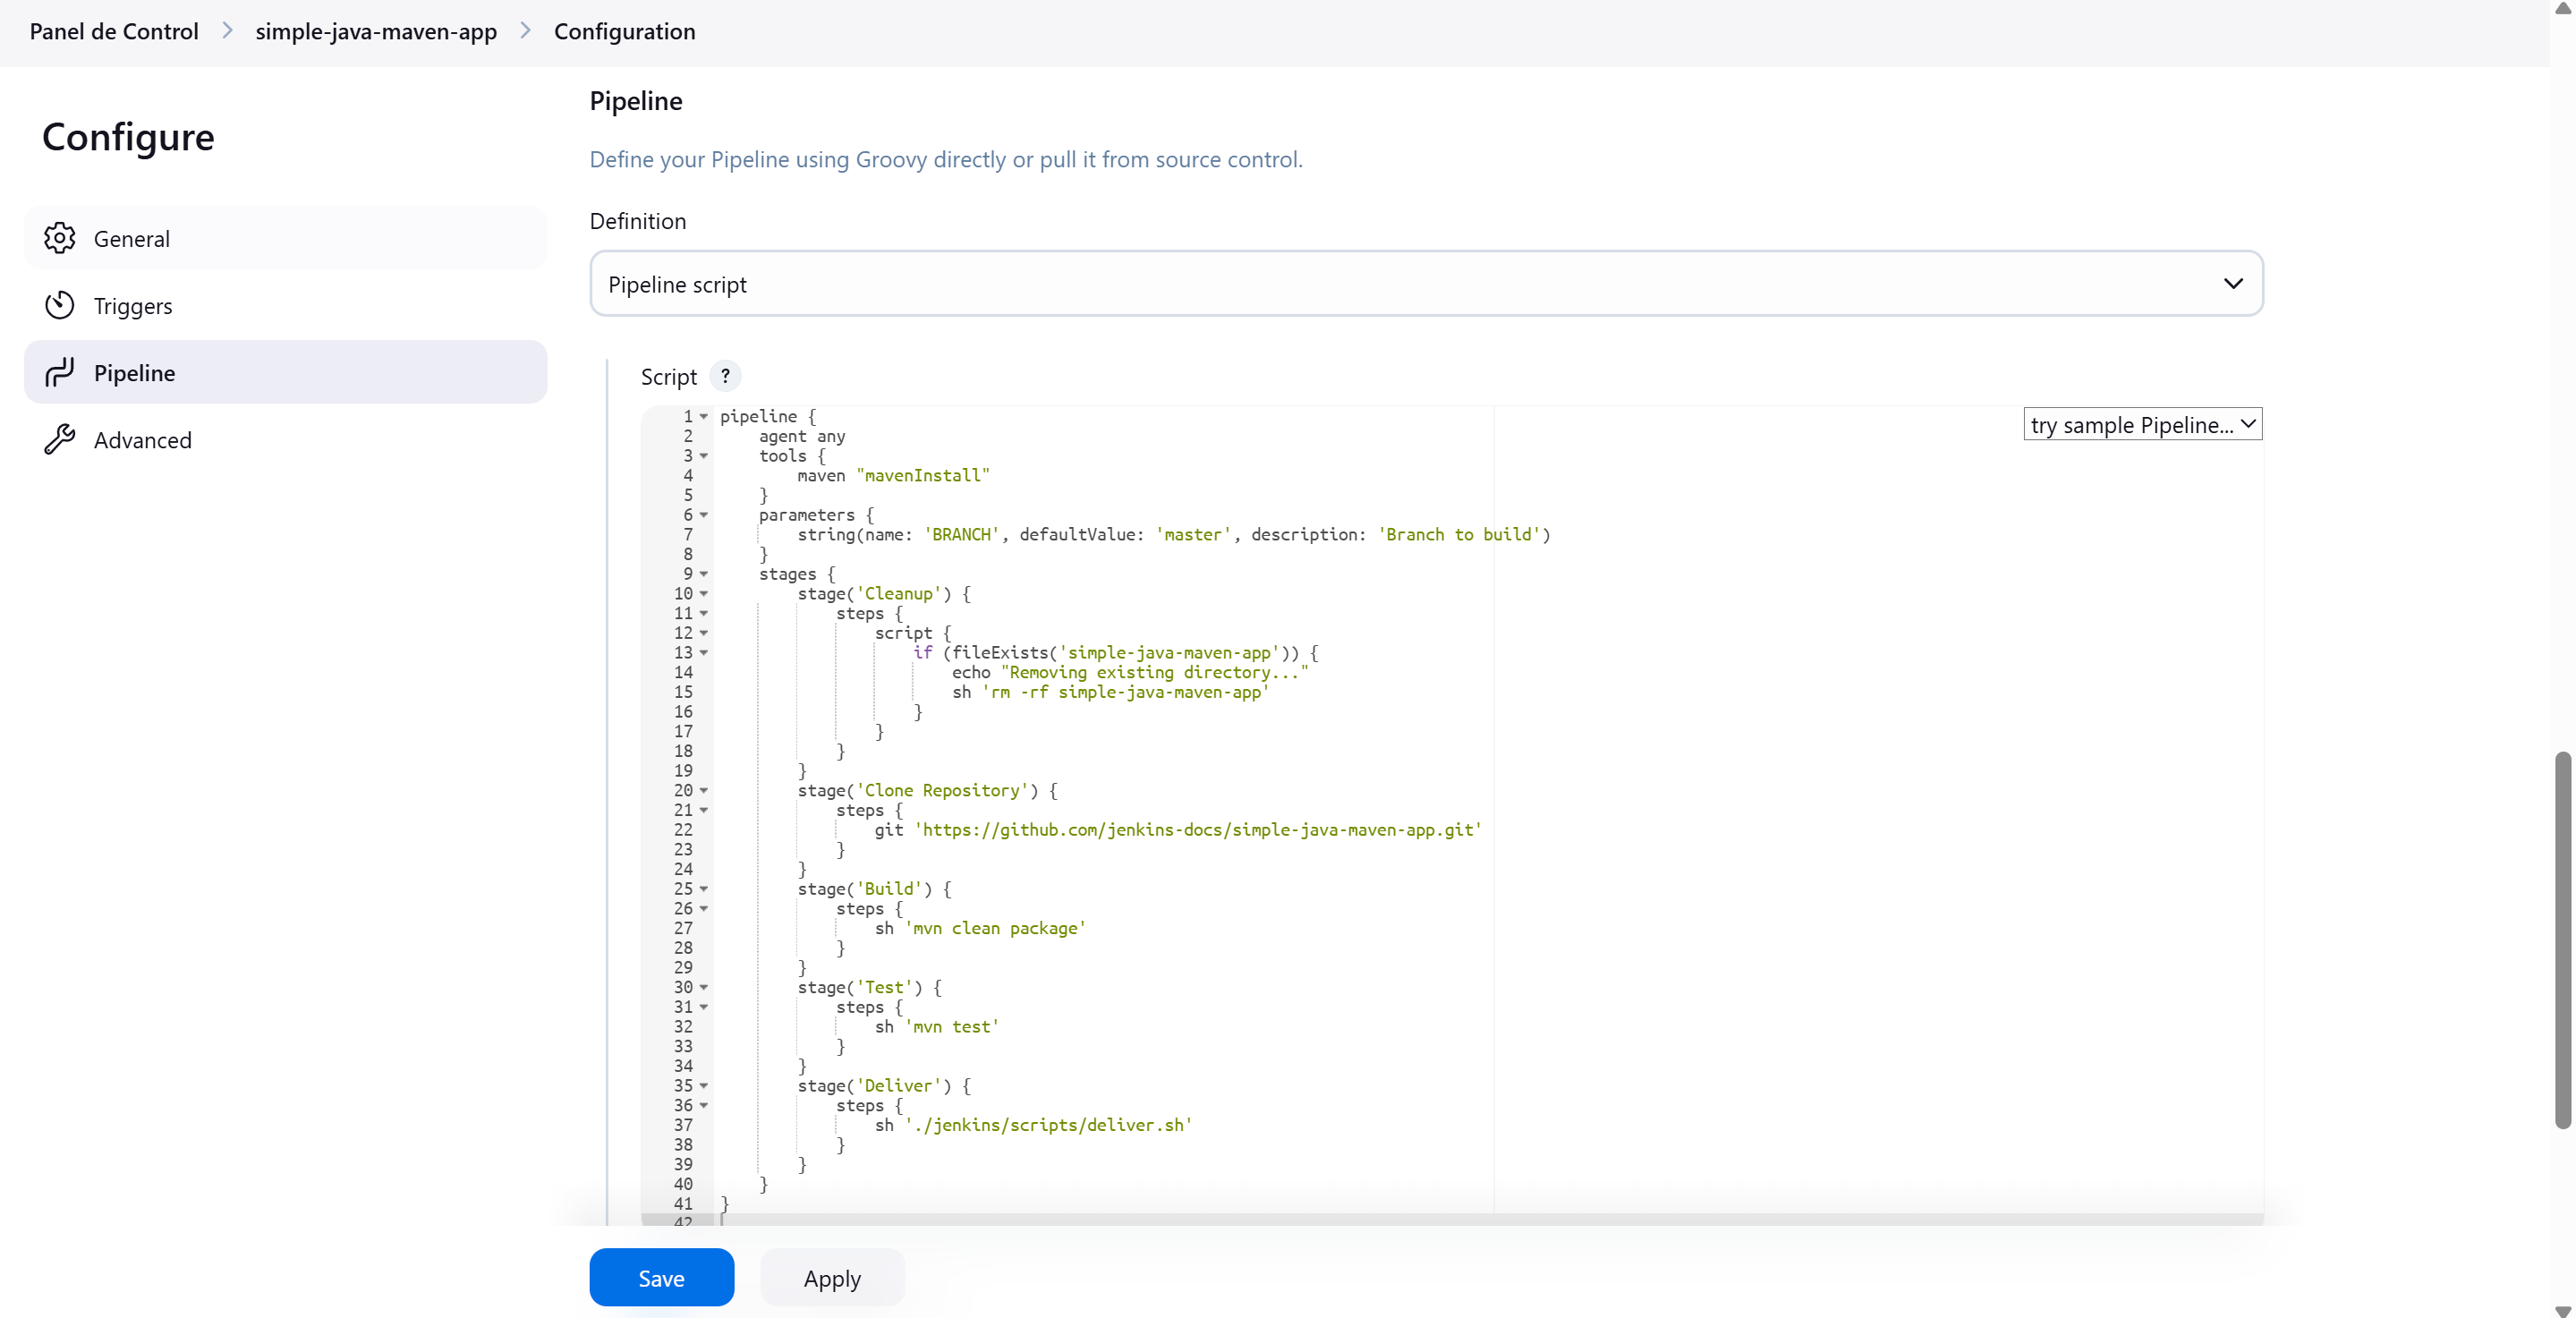 Panel de Control > simple-java-maven-app > Configuration
Configure
General
Triggers
Pipeline
Advanced
Pipeline
Define your Pipeline using Groovy directly or pull it from source control.
Definition
Pipeline script
Script ?
try sample Pipeline...
1 pipeline {
2     agent any
3     tools {
4         maven "mavenInstall"
5     }
6     parameters {
7         string(name: 'BRANCH', defaultValue: 'master', description: 'Branch to build')
8     }
9     stages {
10         stage('Cleanup') {
11             steps {
12                 script {
13                     if (fileExists('simple-java-maven-app')) {
14                         echo "Removing existing directory..."
15                         sh 'rm -rf simple-java-maven-app'
16                     }
17                 }
18             }
19         }
20         stage('Clone Repository') {
21             steps {
22                 git 'https://github.com/jenkins-docs/simple-java-maven-app.git'
23             }
24         }
25         stage('Build') {
26             steps {
27                 sh 'mvn clean package'
28             }
29         }
30         stage('Test') {
31             steps {
32                 sh 'mvn test'
33             }
34         }
35         stage('Deliver') {
36             steps {
37                 sh './jenkins/scripts/deliver.sh'
38             }
39         }
40     }
41 }
42
Save
Apply